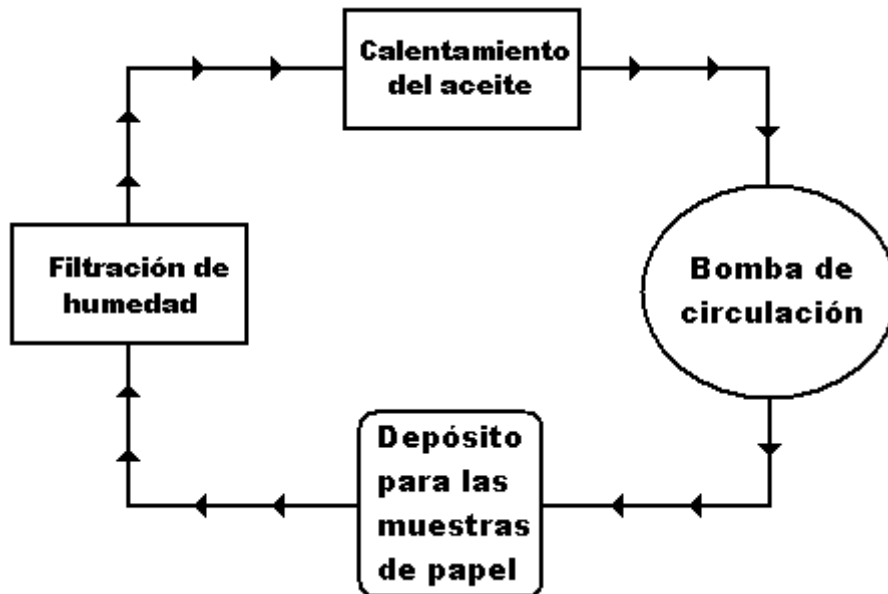 Calentamiento
del aceite
Filtración de
humedad
Bomba de
circulación
Depósito
para las
muestras
de papel